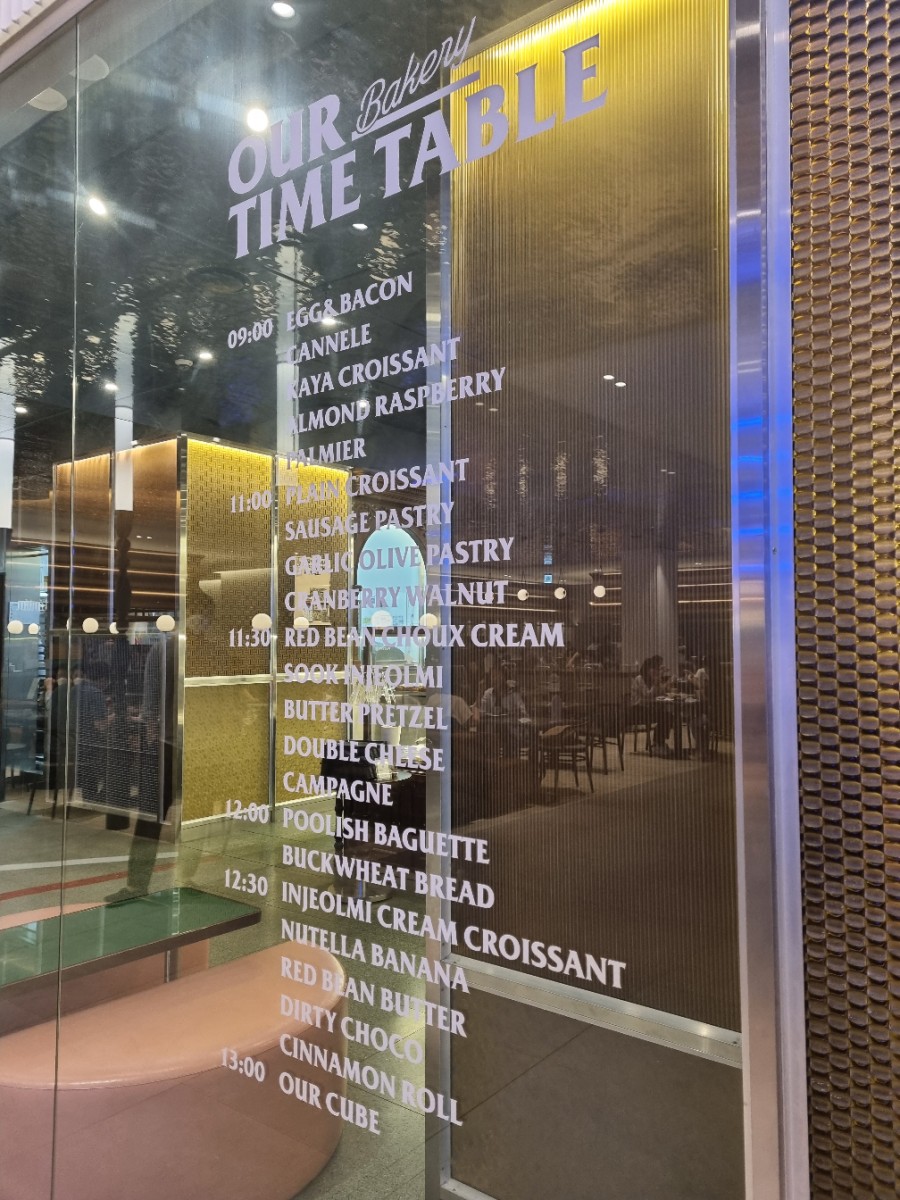 OUR Bakery
TIME TABLE
09:00 EGG&BACON
CANNELE
KAYA CROISSANT
ALMOND RASPBERRY
PALMIER
11:00 PLAIN CROISSANT
SAUSAGE PASTRY
GARLIC OLIVE PASTRY
CRANBERRY WALNUT
11:30 RED BEAN CHOUX CREAM
SOOK INJEOLMI
BUTTER PRETZEL
DOUBLE CHEESE
CAMPAGNE
12:00 POOLISH BAGUETTE
BUCKWHEAT BREAD
12:30 INJEOLMI CREAM CROISSANT
NUTELLA BANANA
RED BEAN BUTTER
DIRTY CHOCO
CINNAMON ROLL
13:00 OUR CUBE